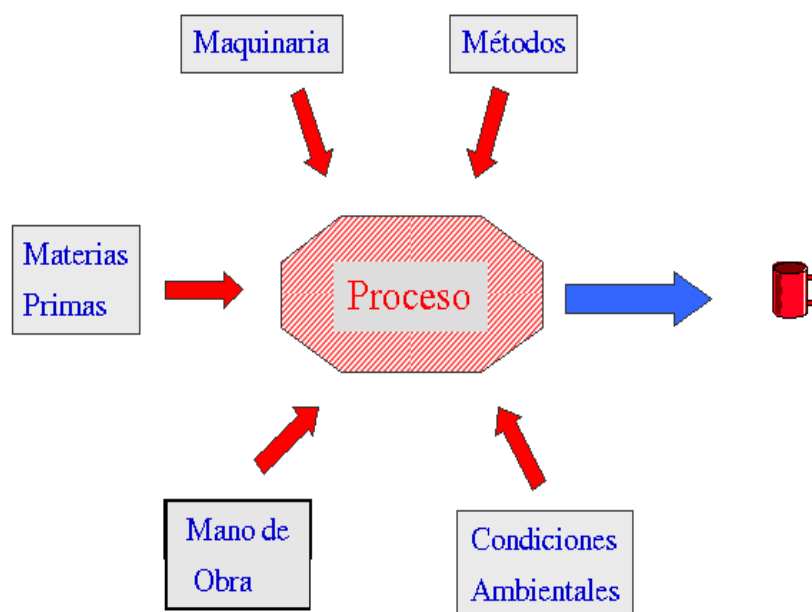 Maquinaria
Métodos
Materias
Primas
Proceso
Mano de
Obra
Condiciones
Ambientales